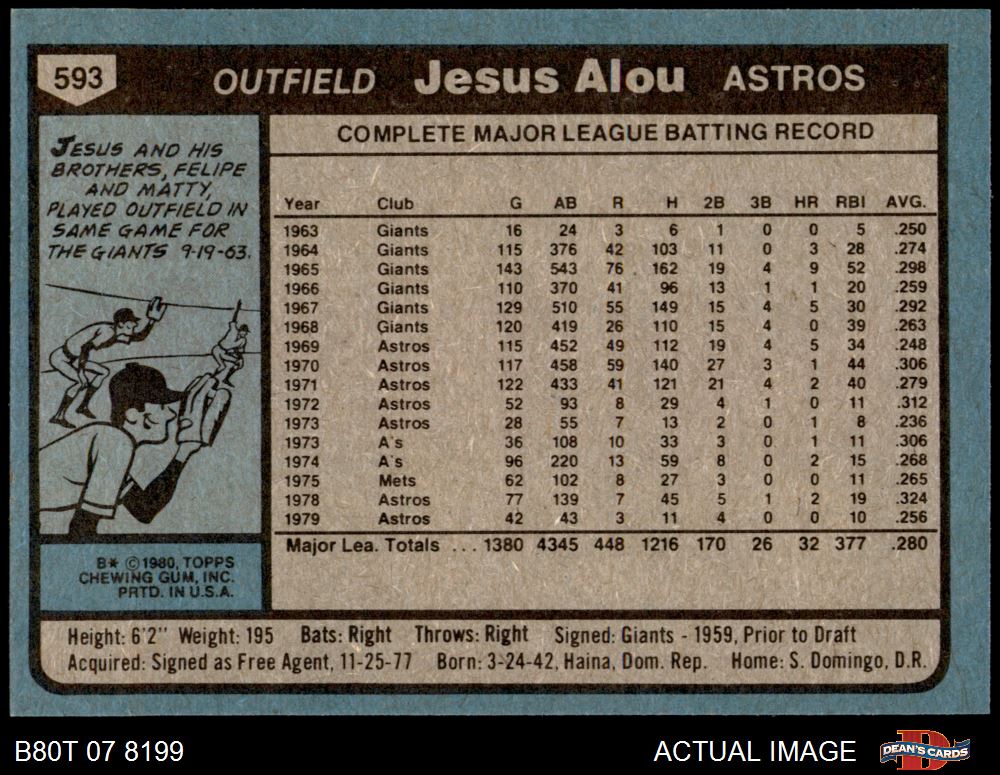 593 OUTFIELD Jesus Alou ASTROS
JESUS AND HIS
BROTHERS, FELIPE
AND MATTY,
PLAYED OUTFIELD IN
SAME GAME FOR
THE GIANTS 9-19-63.
B* ©1980, TOPPS
CHEWING GUM, INC.
PRTD. IN U.S.A.
COMPLETE MAJOR LEAGUE BATTING RECORD
Year Club G AB R H 2B 3B HR RBI AVG.
1963 Giants 16 24 3 6 1 0 0 5 .250
1964 Giants 115 376 42 103 11 0 3 28 .274
1965 Giants 143 543 76 162 19 4 9 52 .298
1966 Giants 110 370 41 96 13 1 1 20 .259
1967 Giants 129 510 55 149 15 4 5 30 .292
1968 Giants 120 419 26 110 15 4 0 39 .263
1969 Astros 115 452 49 112 19 4 5 34 .248
1970 Astros 117 458 59 140 27 3 1 44 .306
1971 Astros 122 433 41 121 21 4 2 40 .279
1972 Astros 52 93 8 29 4 1 0 11 .312
1973 Astros 28 55 7 13 2 0 1 8 .236
1973 A's 36 108 10 33 3 0 1 11 .306
1974 A's 96 220 13 59 8 0 2 15 .268
1975 Mets 62 102 8 27 3 0 0 11 .265
1978 Astros 77 139 7 45 5 1 2 19 .324
1979 Astros 42 43 3 11 4 0 0 10 .256
Major Lea. Totals ... 1380 4345 448 1216 170 26 32 377 .280
Height: 6'2" Weight: 195 Bats: Right Throws: Right Signed: Giants - 1959, Prior to Draft
Acquired: Signed as Free Agent, 11-25-77 Born: 3-24-42, Haina, Dom. Rep. Home: S. Domingo, D.R.
B80T 07 8199 ACTUAL IMAGE D DEAN'S CARDS